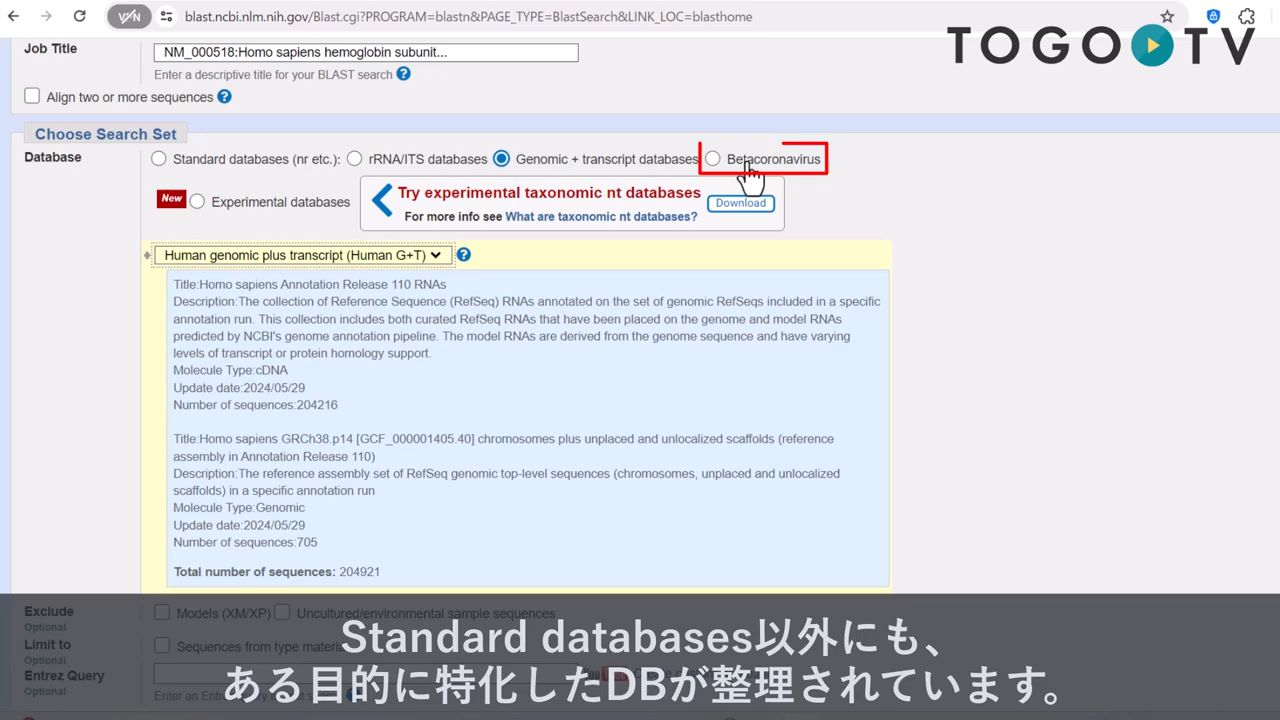 blast.ncbi.nlm.nih.gov/Blast.cgi?PROGRAM=blastn&PAGE_TYPE=BlastSearch&LINK_LOC=blasthome
TOGO TV
Job Title
NM_000518:Homo sapiens hemoglobin subunit...
Enter a descriptive title for your BLAST search
Align two or more sequences
Choose Search Set
Database
Standard databases (nr etc.): rRNA/ITS databases Genomic + transcript databases Betacoronavirus
New Experimental databases
Try experimental taxonomic nt databases
For more info see What are taxonomic nt databases?
Download
Human genomic plus transcript (Human G+T)
Title:Homo sapiens Annotation Release 110 RNAs
Description:The collection of Reference Sequence (RefSeq) RNAs annotated on the set of genomic RefSeqs included in a specific
annotation run. This collection includes both curated RefSeq RNAs that have been placed on the genome and model RNAs
predicted by NCBI's genome annotation pipeline. The model RNAs are derived from the genome sequence and have varying
levels of transcript or protein homology support.
Molecule Type:cDNA
Update date:2024/05/29
Number of sequences:204216
Title:Homo sapiens GRCh38.p14 [GCF_000001405.40] chromosomes plus unplaced and unlocalized scaffolds (reference
assembly in Annotation Release 110)
Description:The reference assembly set of RefSeq genomic top-level sequences (chromosomes, unplaced and unlocalized
scaffolds) in a specific annotation run
Molecule Type:Genomic
Update date:2024/05/29
Number of sequences:705
Total number of sequences: 204921
Exclude
Optional
Models (XM/XP) Uncultured/environmental sample sequences
Limit to
Optional
Sequences from type
Entrez Query
Optional
Enter an
Standard databases以外にも、
ある目的に特化したDBが整理されています。